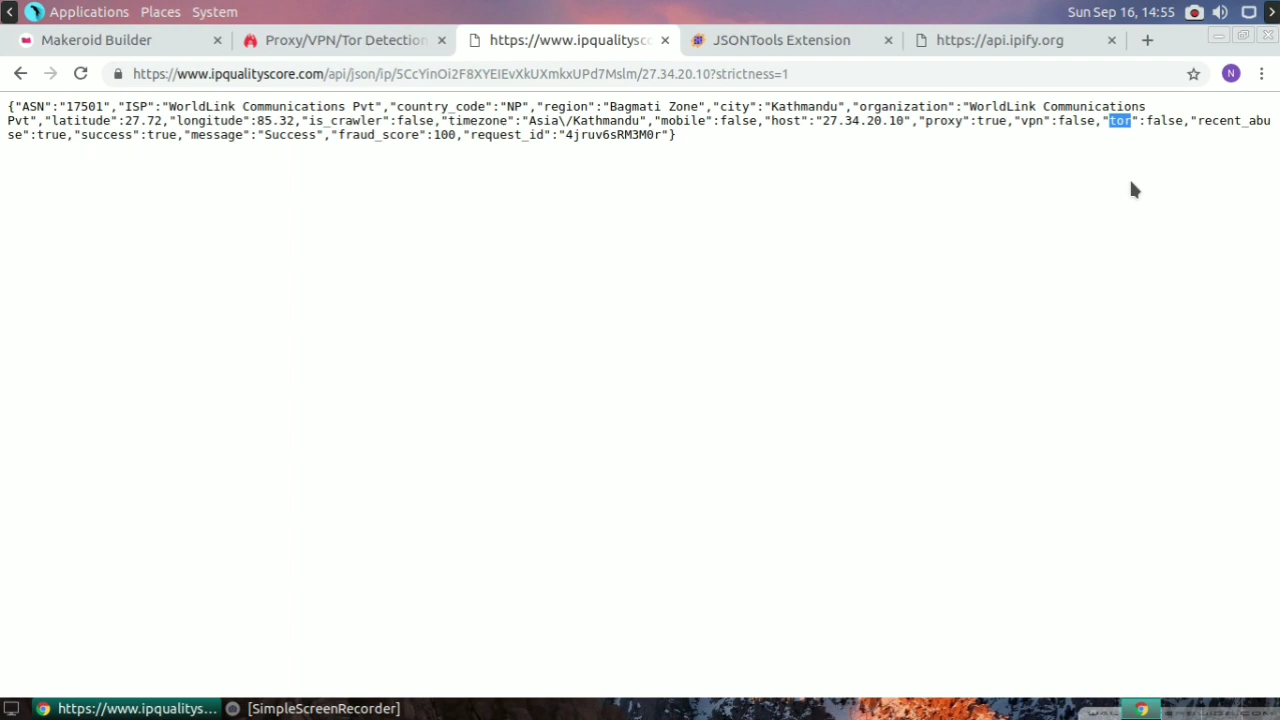 Applications Places System Sun Sep 16, 14:55
Makeroid Builder Proxy/VPN/Tor Detection https://www.ipqualitysco JSONTools Extension https://api.ipify.org
https://www.ipqualityscore.com/api/json/ip/5CcYinOi2F8XYEIEvXkUXmkxUPd7Mslm/27.34.20.10?strictness=1 N
{"ASN":"17501","ISP":"WorldLink Communications Pvt","country_code":"NP","region":"Bagmati Zone","city":"Kathmandu","organization":"WorldLink Communications
Pvt","latitude":27.72,"longitude":85.32,"is_crawler":false,"timezone":"Asia\/Kathmandu","mobile":false,"host":"27.34.20.10","proxy":true,"vpn":false,"tor":false,"recent_abu
se":true,"success":true,"message":"Success","fraud_score":100,"request_id":"4jruv6sRM3M0r"}
https://www.ipqualitys... [SimpleScreenRecorder]